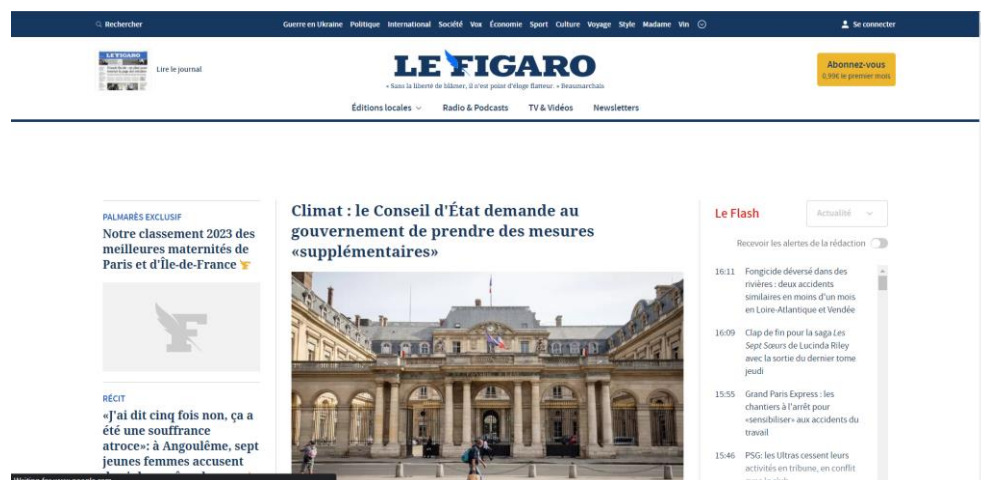 Rechercher
Guerre en Ukraine Politique International Société Vox Économie Sport Culture Voyage Style Madame Vin
Se connecter
LE FIGARO
Lire le journal
LE FIGARO
« Sans la liberté de blâmer, il n'est point d'éloge flatteur. » Beaumarchais
Abonnez-vous
0,99€ le premier mois
Éditions locales
Radio & Podcasts
TV & Vidéos
Newsletters
PALMARÈS EXCLUSIF
Notre classement 2023 des
meilleures maternités de
Paris et d'Île-de-France
RÉCIT
«J'ai dit cinq fois non, ça a
été une souffrance
atroce»: à Angoulême, sept
jeunes femmes accusent
Climat : le Conseil d'État demande au
gouvernement de prendre des mesures
«supplémentaires»
Le Flash
Actualité
Recevoir les alertes de la rédaction
16:11 Fongicide déversé dans des
rivières : deux accidents
similaires en moins d'un mois
en Loire-Atlantique et Vendée
16:09 Clap de fin pour la saga Les
Sept Sœurs de Lucinda Riley
avec la sortie du dernier tome
jeudi
15:55 Grand Paris Express : les
chantiers à l'arrêt pour
«sensibiliser» aux accidents du
travail
15:46 PSG: les Ultras cessent leurs
activités en tribune, en conflit
avec le club